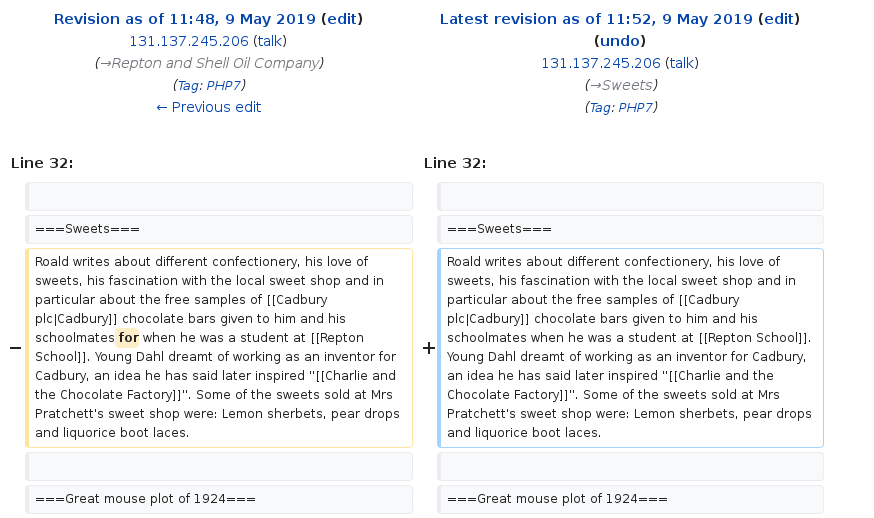 Revision as of 11:48, 9 May 2019 (edit)
131.137.245.206 (talk)
(→Repton and Shell Oil Company)
(Tag: PHP7)
← Previous edit
Latest revision as of 11:52, 9 May 2019 (edit)
(undo)
131.137.245.206 (talk)
(→Sweets)
(Tag: PHP7)
Line 32:
Line 32:
===Sweets===
===Sweets===
−
Roald writes about different confectionery, his love of
sweets, his fascination with the local sweet shop and in
particular about the free samples of [[Cadbury
plc|Cadbury]] chocolate bars given to him and his
schoolmates for when he was a student at [[Repton
School]]. Young Dahl dreamt of working as an inventor for
Cadbury, an idea he has said later inspired "[[Charlie and
the Chocolate Factory]]". Some of the sweets sold at Mrs
Pratchett's sweet shop were: Lemon sherbets, pear drops
and liquorice boot laces.
+
Roald writes about different confectionery, his love of
sweets, his fascination with the local sweet shop and in
particular about the free samples of [[Cadbury
plc|Cadbury]] chocolate bars given to him and his
schoolmates when he was a student at [[Repton School]].
Young Dahl dreamt of working as an inventor for Cadbury,
an idea he has said later inspired "[[Charlie and the
Chocolate Factory]]". Some of the sweets sold at Mrs
Pratchett's sweet shop were: Lemon sherbets, pear drops
and liquorice boot laces.
===Great mouse plot of 1924===
===Great mouse plot of 1924===